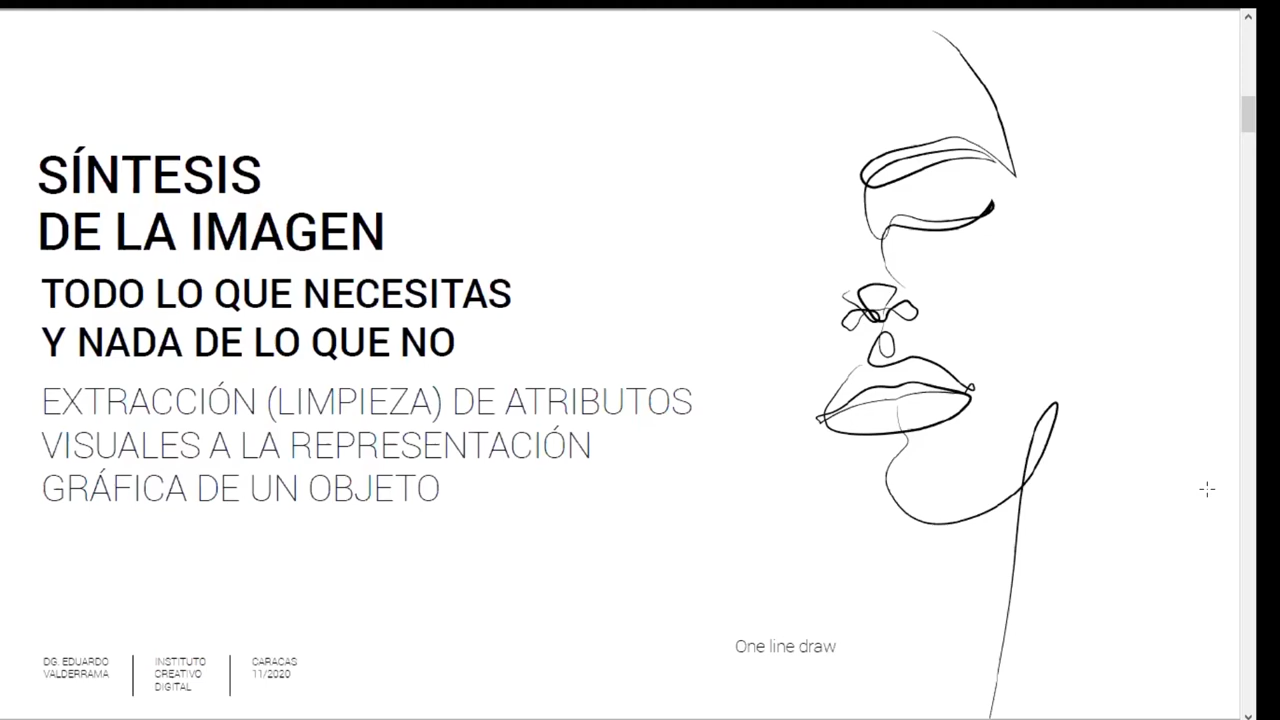 SÍNTESIS
DE LA IMAGEN
TODO LO QUE NECESITAS
Y NADA DE LO QUE NO
EXTRACCIÓN (LIMPIEZA) DE ATRIBUTOS
VISUALES A LA REPRESENTACIÓN
GRÁFICA DE UN OBJETO
One line draw
DG. EDUARDO
VALDERRAMA
INSTITUTO
CREATIVO
DIGITAL
CARACAS
11/2020